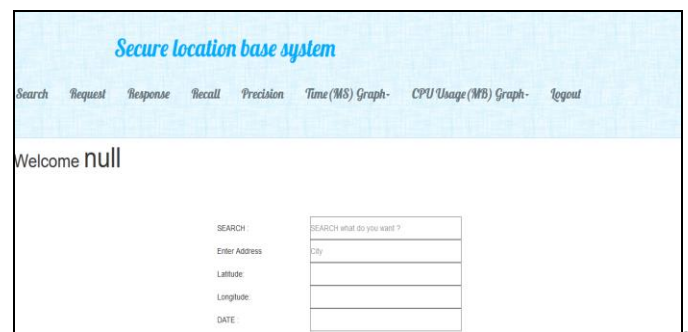 Secure location base system
Search Request Response Recall Precision Time(MS) Graph- CPU Usage(MB) Graph- logout
Welcome null
SEARCH : SEARCH what do you want ?
Enter Address City
Latitude:
Longitude:
DATE :